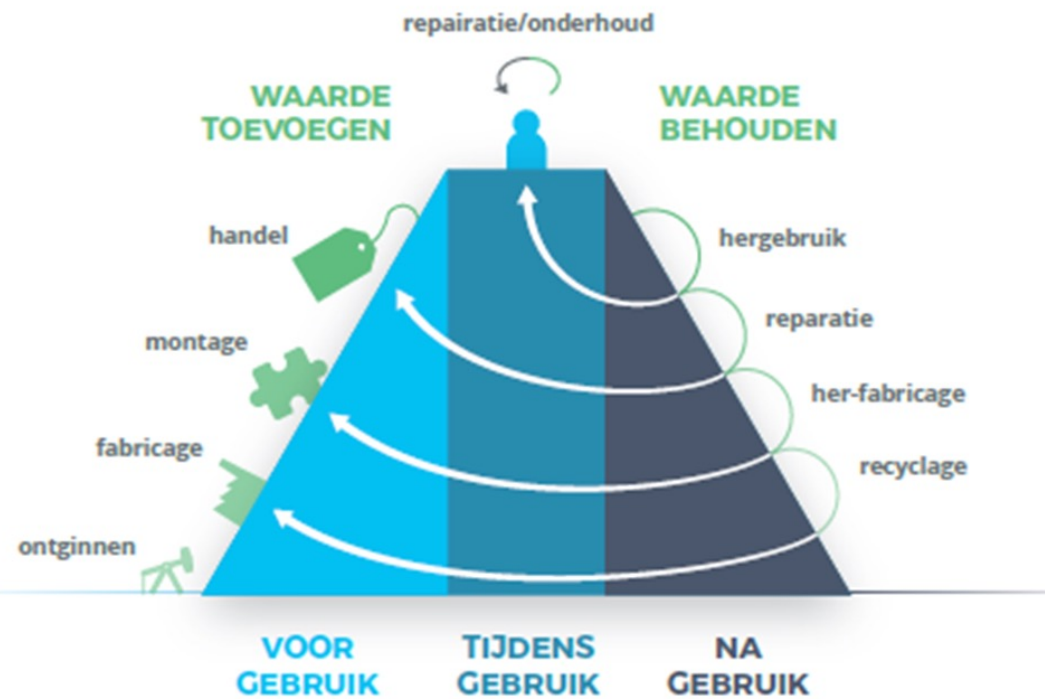 repairatie/onderhoud
WAARDE
TOEVOEGEN
WAARDE
BEHOUDEN
handel
hergebruik
montage
reparatie
fabricage
her-fabricage
ontginnen
recyclage
VOOR
GEBRUIK
TIJDENS
GEBRUIK
NA
GEBRUIK